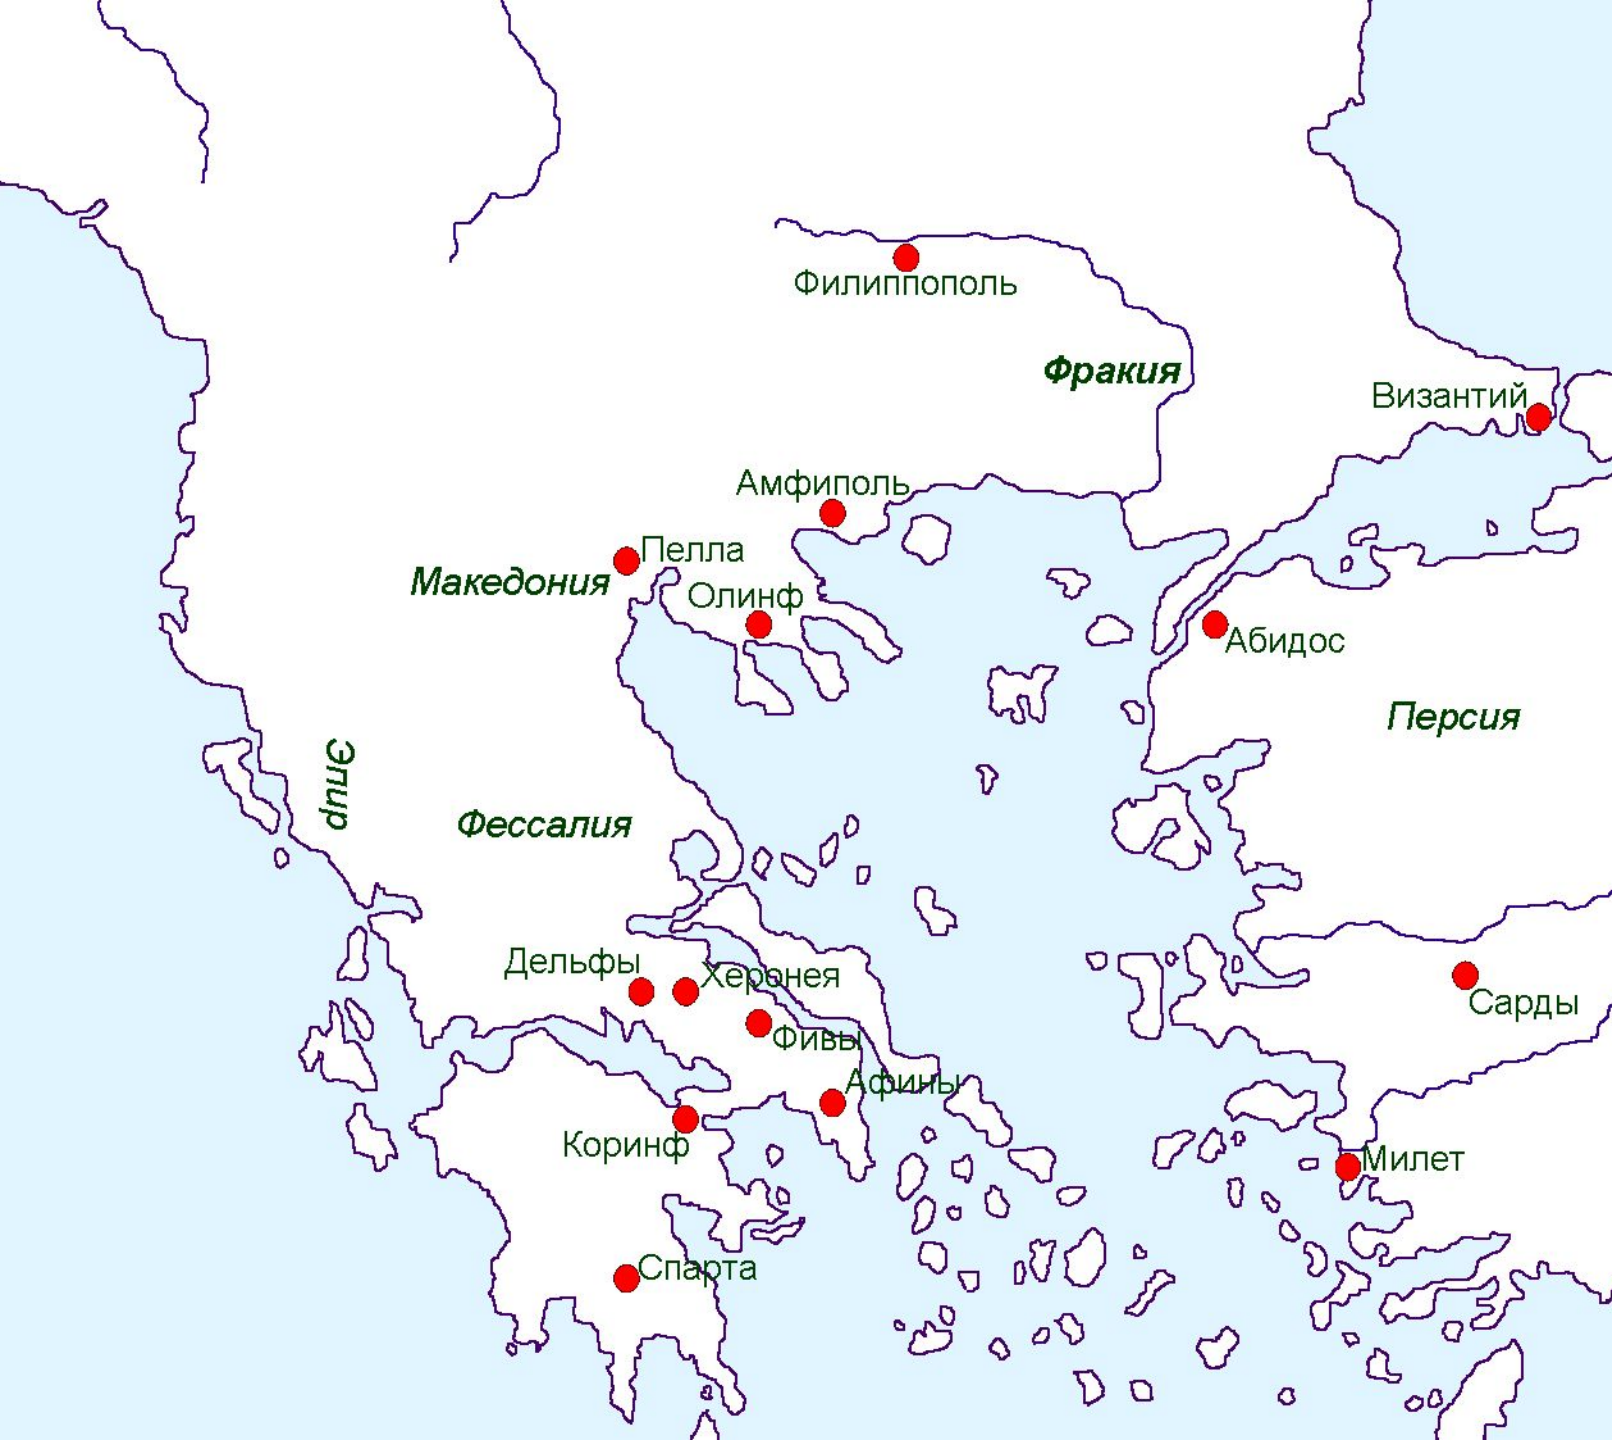 Филиппополь
Фракия
Византий
Амфиполь
Пелла
Македония
Олинф
Абидос
Персия
Эпир
Фессалия
Дельфы
Херонея
Сарды
Фивы
Афины
Коринф
Милет
Спарта